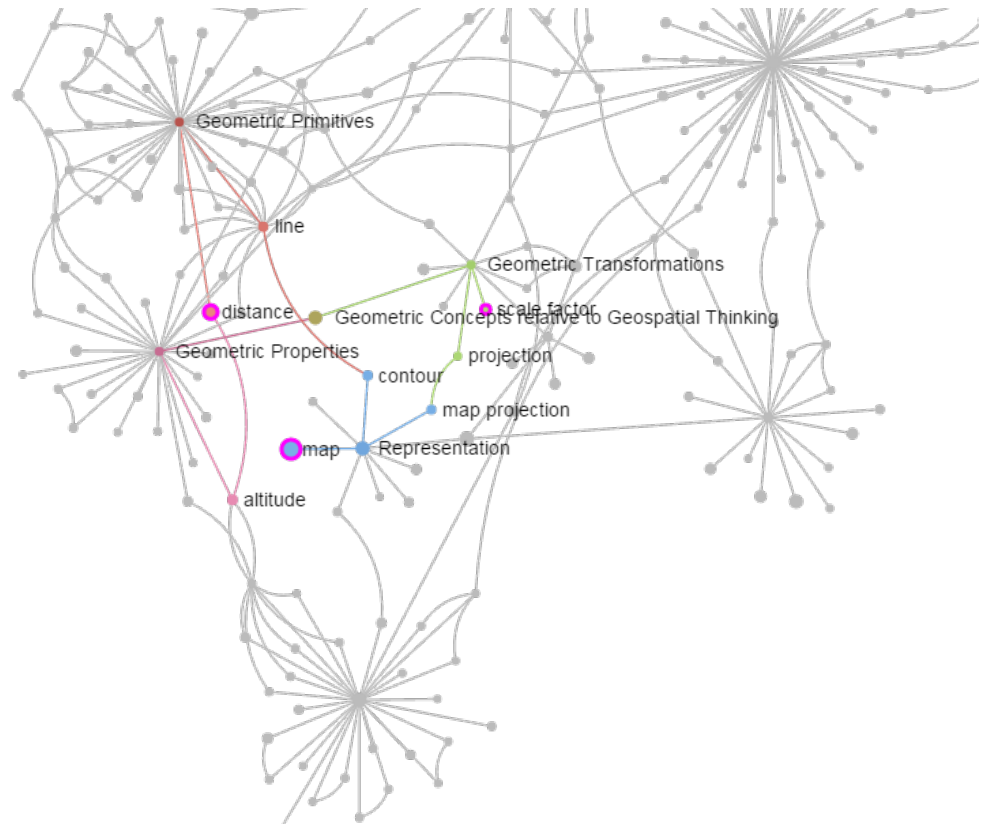 Geometric Primitives
line
Geometric Transformations
distance
scale factor
Geometric Concepts relative to Geospatial Thinking
Geometric Properties
projection
contour
map projection
map
Representation
altitude